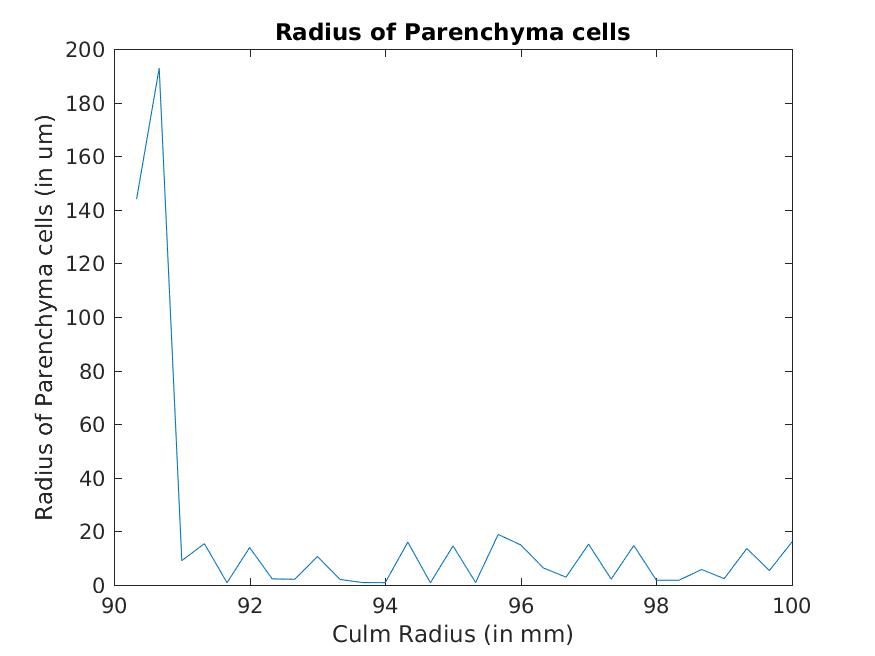 Radius of Parenchyma cells
200
180
160
140
120
100
80
60
40
20
0
Radius of Parenchyma cells (in um)
90 92 94 96 98 100
Culm Radius (in mm)